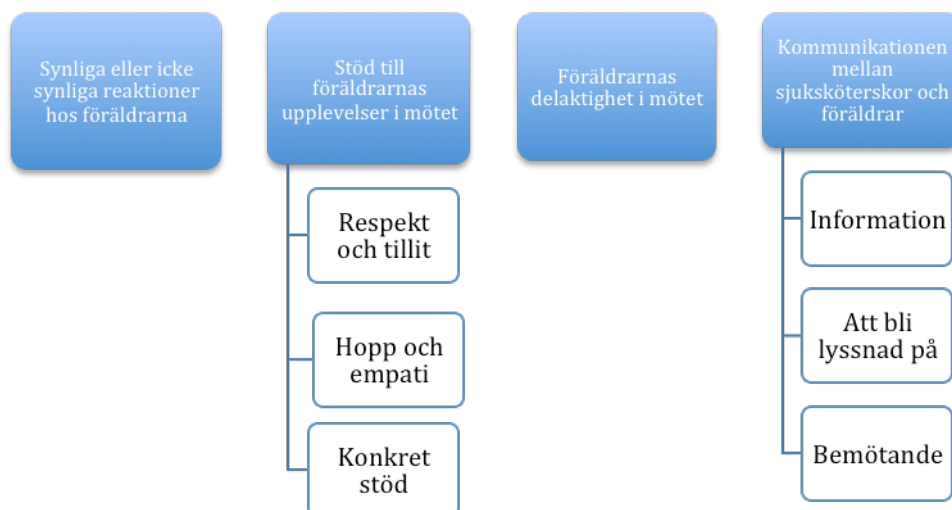 Synliga eller icke
synliga reaktioner
hos föräldrarna
Stöd till
föräldrarnas
upplevelser i mötet
Respekt
och tillit
Hopp och
empati
Konkret
stöd
Föräldrarnas
delaktighet i mötet
Kommunikationen
mellan
sjuksköterskor och
föräldrar
Information
Att bli
lyssnad på
Bemötande